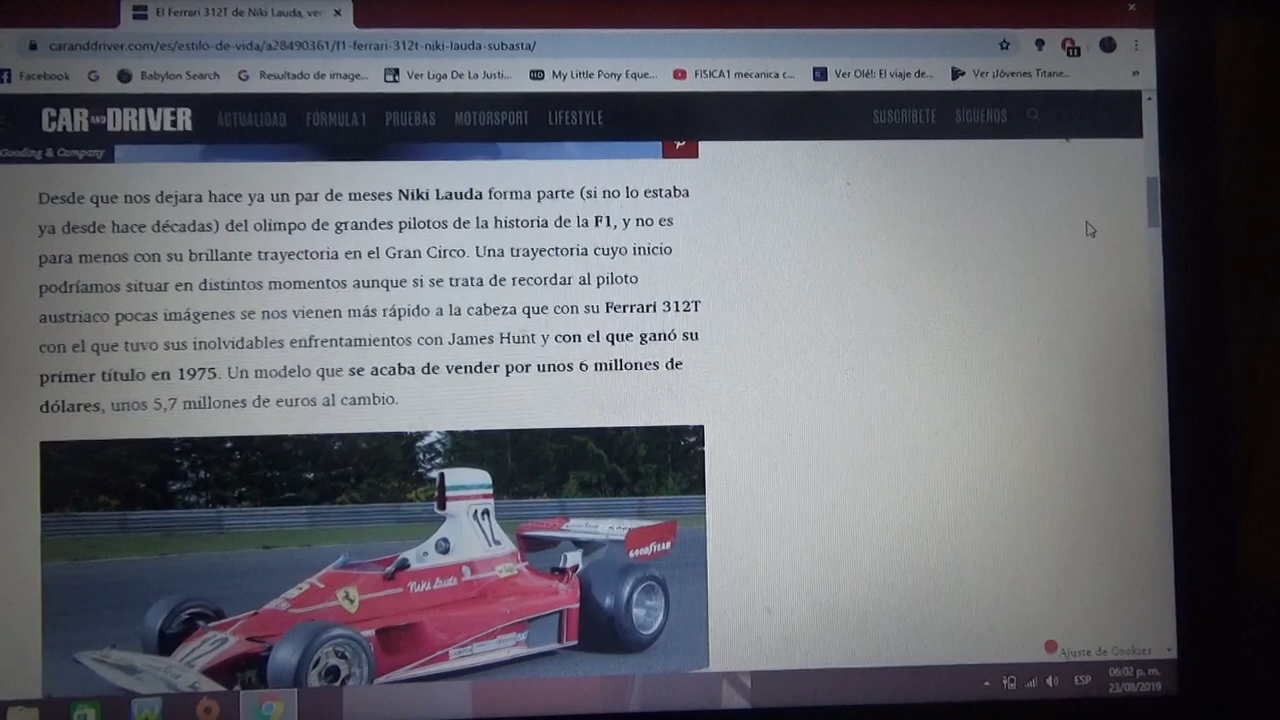 El Ferrari 312T de Niki Lauda, ver
caranddriver.com/es/estilo-de-vida/a28490361/f1-ferrari-312t-niki-lauda-subasta/
11
Facebook
Babylon Search
Resultado de image...
Ver Liga De La Justi...
HD My Little Pony Eque...
FISICA1 mecanica c...
Ver Olé!: El viaje de...
Ver ¡Jóvenes Titane...
CAR AND DRIVER
ACTUALIDAD
FÓRMULA 1
PRUEBAS
MOTORSPORT
LIFESTYLE
SUSCRÍBETE
SÍGUENOS
Gooding & Company
Desde que nos dejara hace ya un par de meses Niki Lauda forma parte (si no lo estaba
ya desde hace décadas) del olimpo de grandes pilotos de la historia de la F1, y no es
para menos con su brillante trayectoria en el Gran Circo. Una trayectoria cuyo inicio
podríamos situar en distintos momentos aunque si se trata de recordar al piloto
austriaco pocas imágenes se nos vienen más rápido a la cabeza que con su Ferrari 312T
con el que tuvo sus inolvidables enfrentamientos con James Hunt y con el que ganó su
primer título en 1975. Un modelo que se acaba de vender por unos 6 millones de
dólares, unos 5,7 millones de euros al cambio.
12
GOODYEAR
Niki Lauda
12
Ajuste de Cookies
ESP
06:02 p. m.
23/08/2019